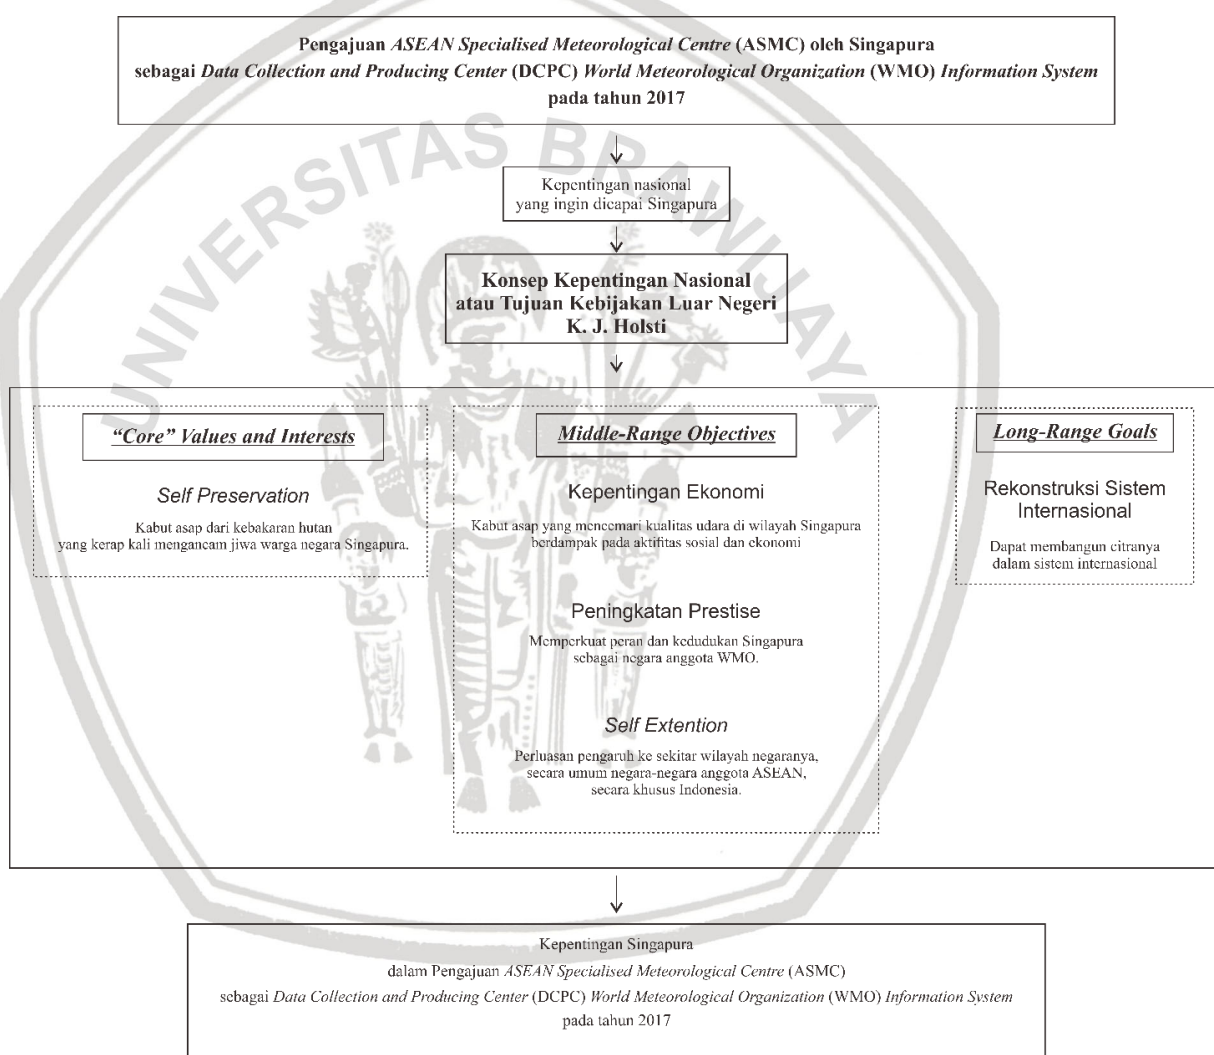 Pengajuan ASEAN Specialised Meteorological Centre (ASMC) oleh Singapura
sebagai Data Collection and Producing Center (DCPC) World Meteorological Organization (WMO) Information System
pada tahun 2017
UNIVERSITAS BRAWIJAYA
Kepentingan nasional
yang ingin dicapai Singapura
Konsep Kepentingan Nasional
atau Tujuan Kebijakan Luar Negeri
K. J. Holsti
“Core” Values and Interests
Self Preservation
Kabut asap dari kebakaran hutan
yang kerap kali mengancam jiwa warga negara Singapura.
Middle-Range Objectives
Kepentingan Ekonomi
Kabut asap yang mencemari kualitas udara di wilayah Singapura
berdampak pada aktifitas sosial dan ekonomi
Peningkatan Prestise
Memperkuat peran dan kedudukan Singapura
sebagai negara anggota WMO.
Self Extention
Perluasan pengaruh ke sekitar wilayah negaranya,
secara umum negara-negara anggota ASEAN,
secara khusus Indonesia.
Long-Range Goals
Rekonstruksi Sistem
Internasional
Dapat membangun citranya
dalam sistem internasional
Kepentingan Singapura
dalam Pengajuan ASEAN Specialised Meteorological Centre (ASMC)
sebagai Data Collection and Producing Center (DCPC) World Meteorological Organization (WMO) Information System
pada tahun 2017